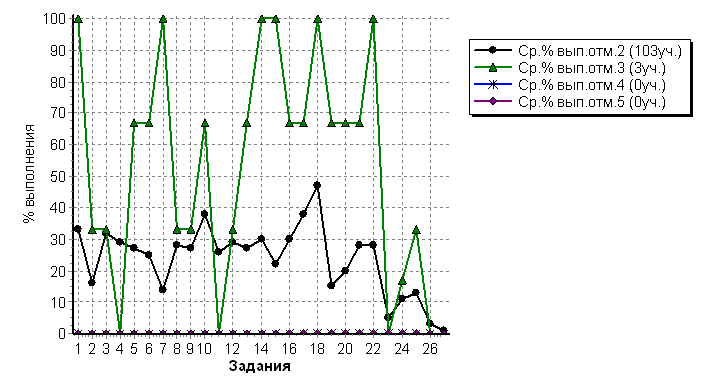 100
90
80
70
60
50
40
30
20
10
0
% выполнения
1 2 3 4 5 6 7 8 9 10 12 14 16 18 20 22 24 26
Задания
Ср.% вып.отм.2 (103уч.)
Ср.% вып.отм.3 (3уч.)
Ср.% вып.отм.4 (0уч.)
Ср.% вып.отм.5 (0уч.)